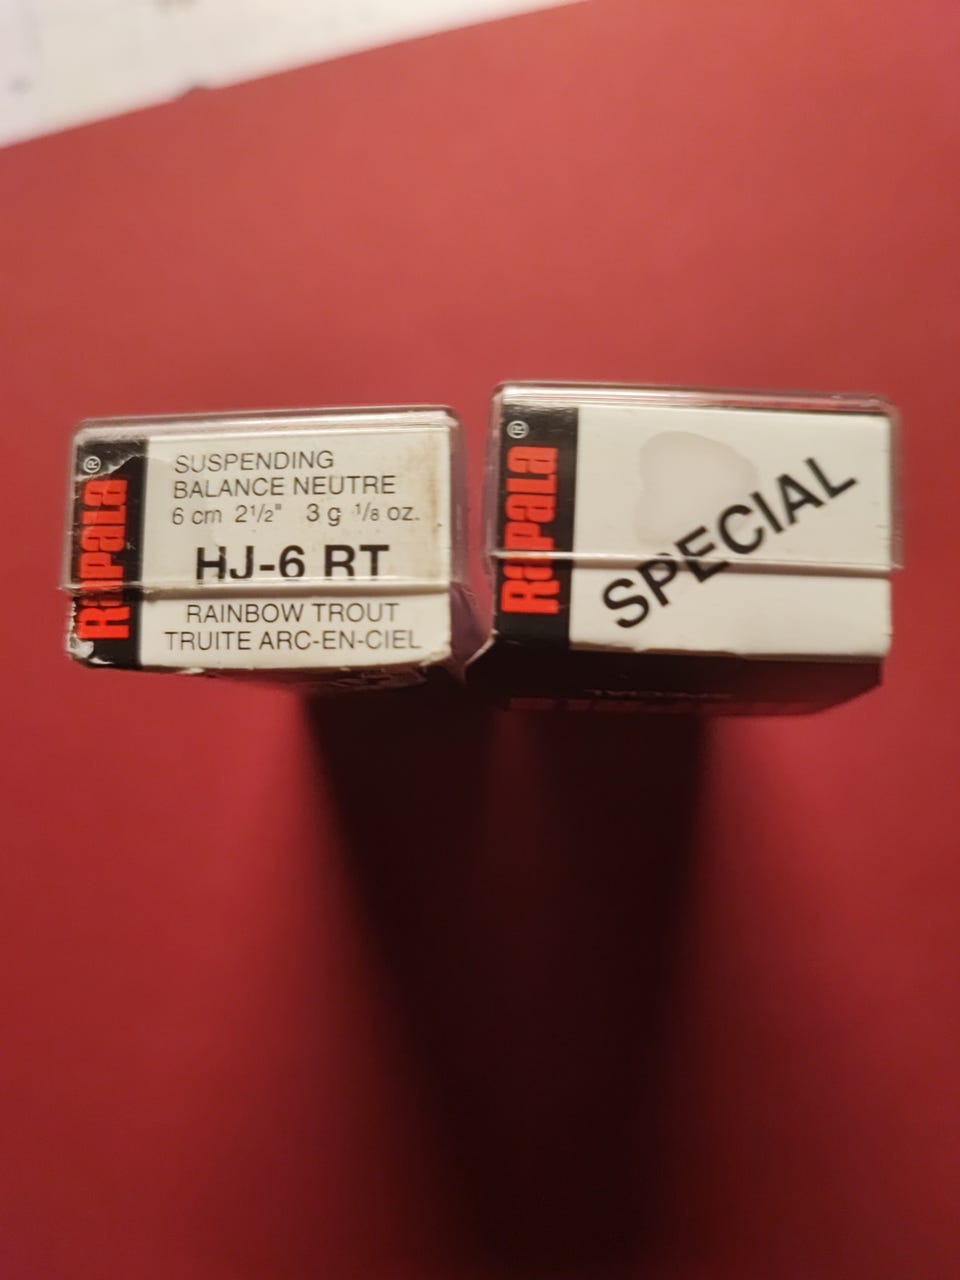 RAPALA®
SUSPENDING
BALANCE NEUTRE
6 cm 2 1/2" 3 g 1/8 oz.
HJ-6 RT
RAINBOW TROUT
TRUITE ARC-EN-CIEL
RAPALA®
SPECIAL